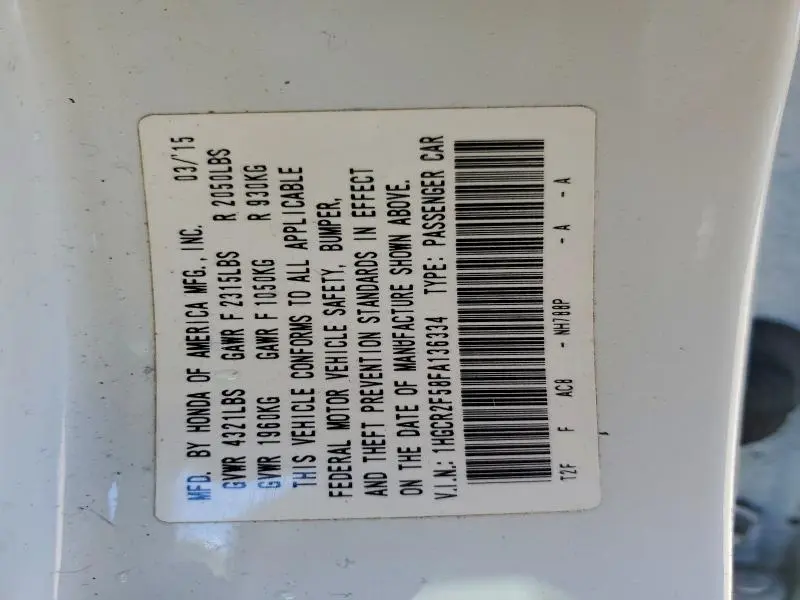 MFD. BY HONDA OF AMERICA MFG., INC. 03/'15
GVWR 4321LBS GAWR F 2315LBS R 2050LBS
GVWR 1960KG GAWR F 1050KG R 930KG
THIS VEHICLE CONFORMS TO ALL APPLICABLE
FEDERAL MOTOR VEHICLE SAFETY, BUMPER,
AND THEFT PREVENTION STANDARDS IN EFFECT
ON THE DATE OF MANUFACTURE SHOWN ABOVE.
V.I.N.: 1HGCR2F58FA136334 TYPE: PASSENGER CAR
T2F F AC8 - NH788P - A - A